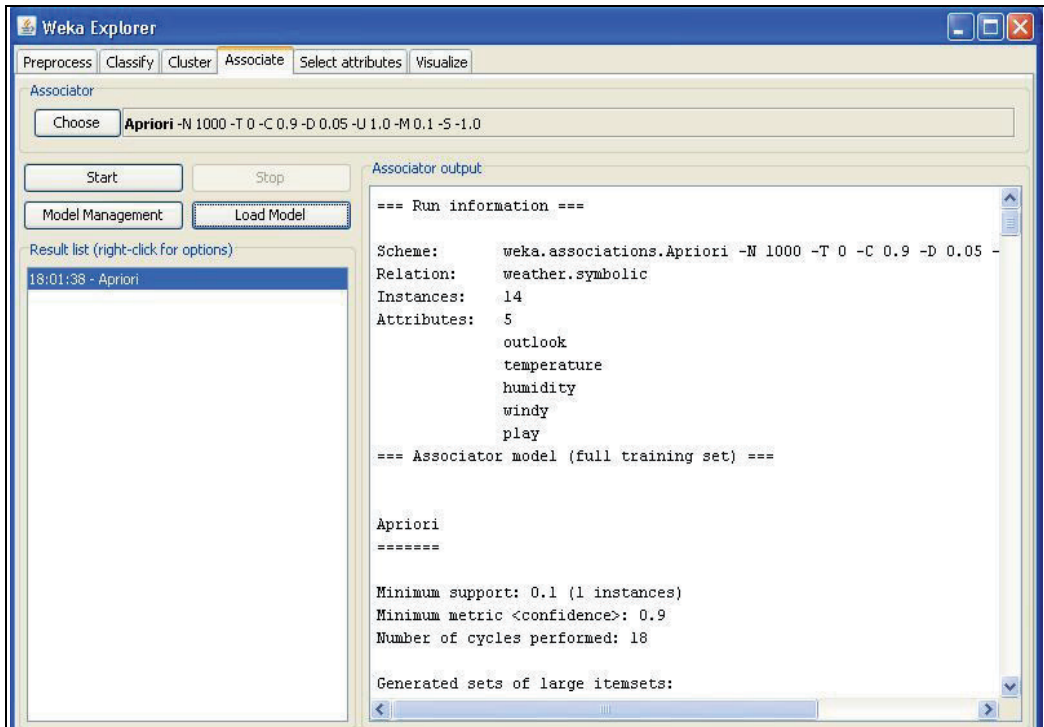 Weka Explorer
Preprocess Classify Cluster Associate Select attributes Visualize
Associator
Choose Apriori -N 1000 -T 0 -C 0.9 -D 0.05 -U 1.0 -M 0.1 -S -1.0
Start Stop
Model Management Load Model
Result list (right-click for options)
18:01:38 - Apriori
Associator output
=== Run information ===
Scheme: weka.associations.Apriori -N 1000 -T 0 -C 0.9 -D 0.05 -
Relation: weather.symbolic
Instances: 14
Attributes: 5
outlook
temperature
humidity
windy
play
=== Associator model (full training set) ===
Apriori
=======
Minimum support: 0.1 (1 instances)
Minimum metric <confidence>: 0.9
Number of cycles performed: 18
Generated sets of large itemsets: